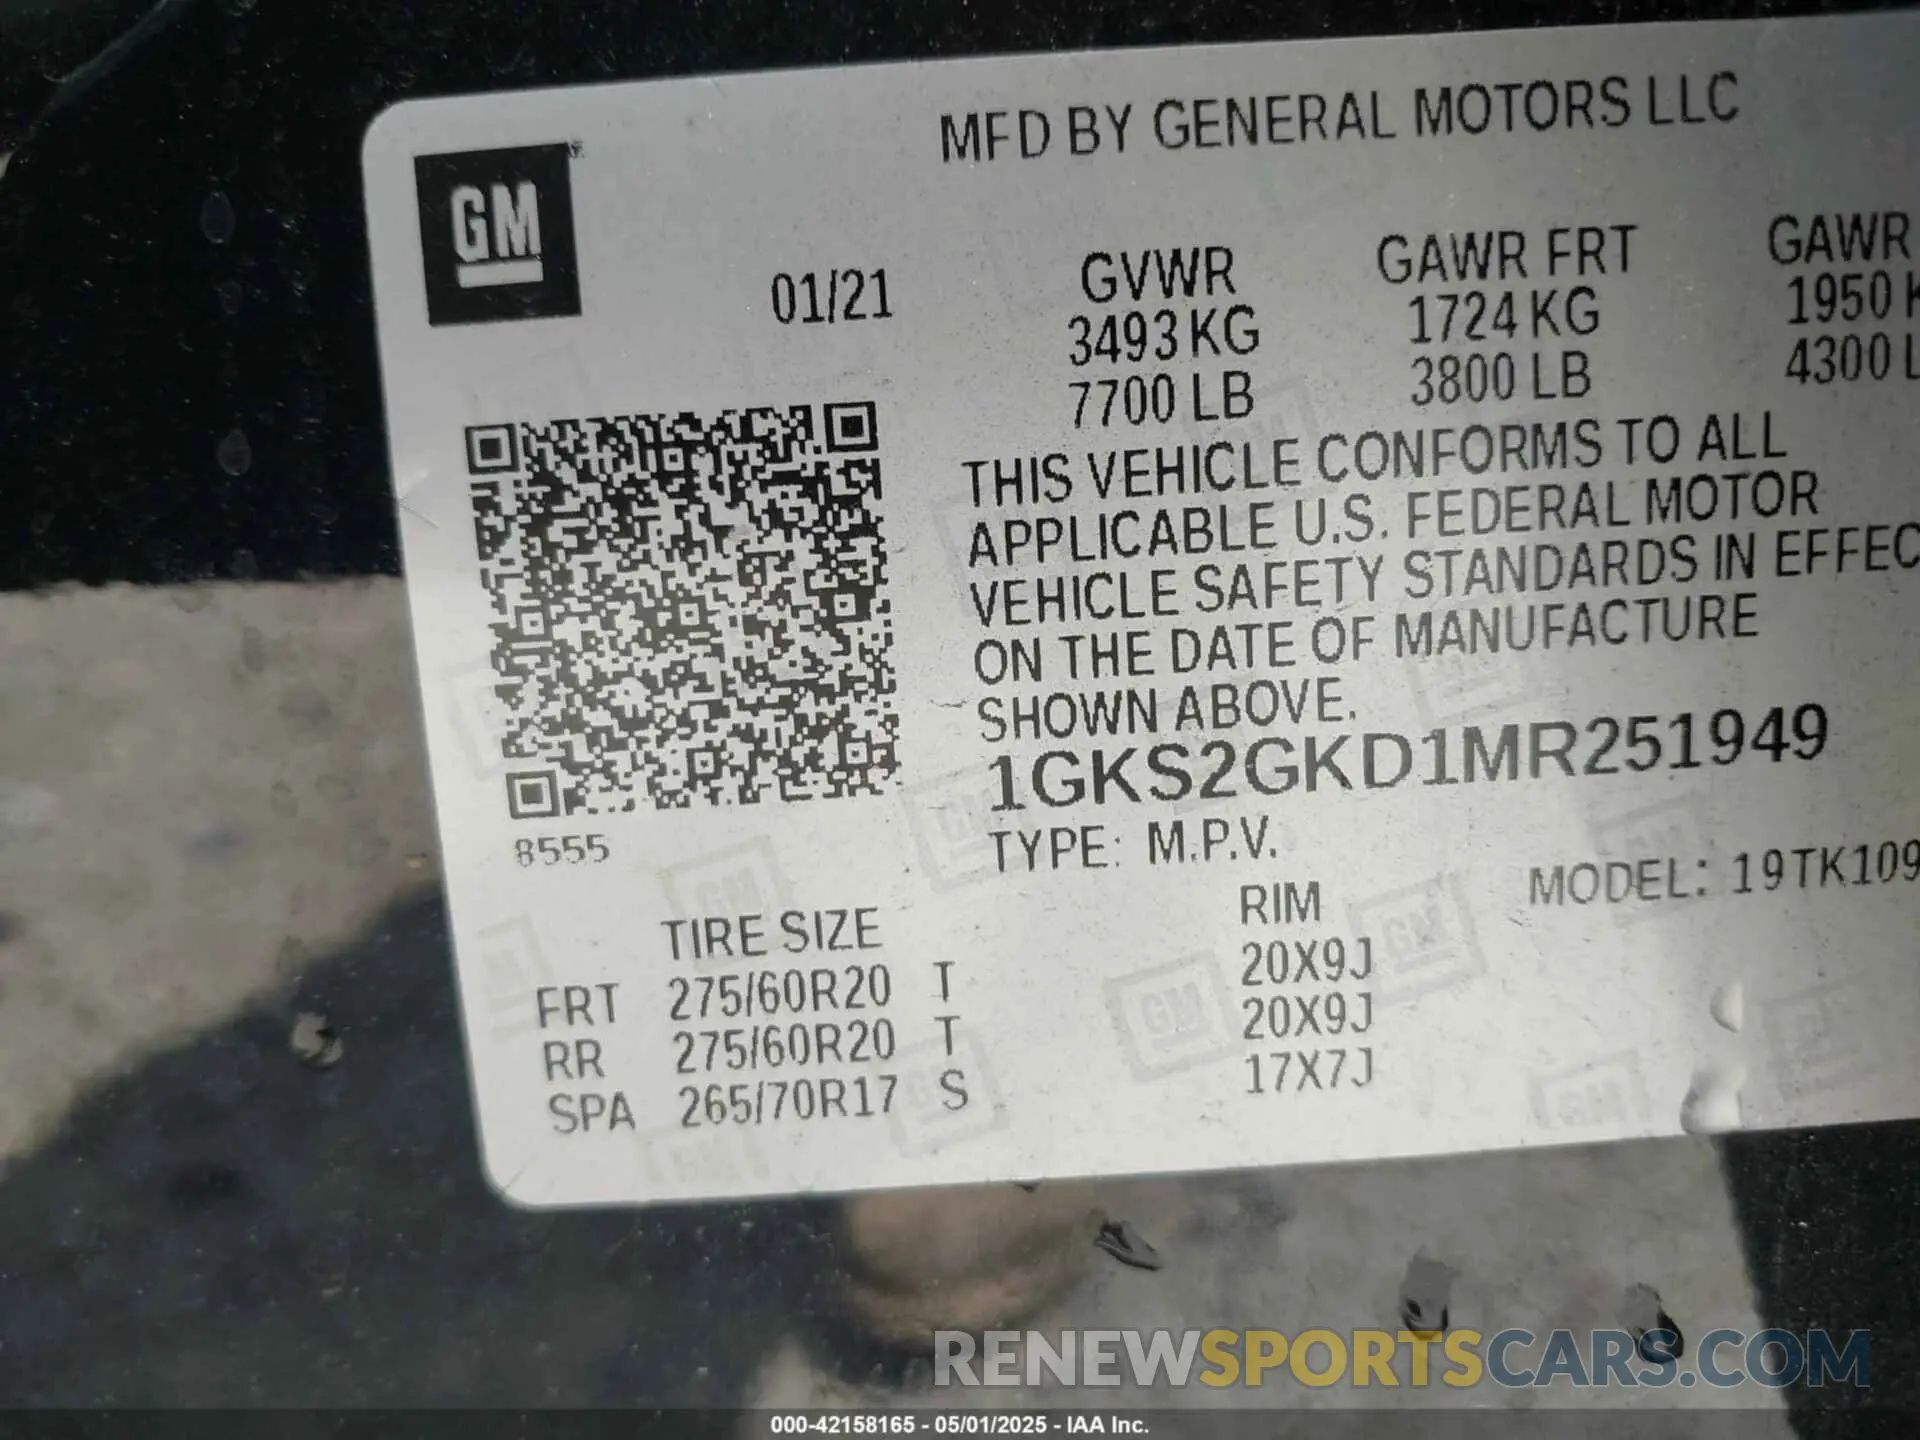 MFD BY GENERAL MOTORS LLC
GM
01/21
GVWR GAWR FRT GAWR
3493 KG 1724 KG 1950 K
7700 LB 3800 LB 4300 L
THIS VEHICLE CONFORMS TO ALL
APPLICABLE U.S. FEDERAL MOTOR
VEHICLE SAFETY STANDARDS IN EFFEC
ON THE DATE OF MANUFACTURE
SHOWN ABOVE.
1GKS2GKD1MR251949
8555
TYPE: M.P.V. MODEL: 19TK109
TIRE SIZE RIM
FRT 275/60R20 T 20X9J
RR 275/60R20 T 20X9J
SPA 265/70R17 S 17X7J
RENEWSPORTSCARS.COM
000-42158165 - 05/01/2025 - IAA Inc.